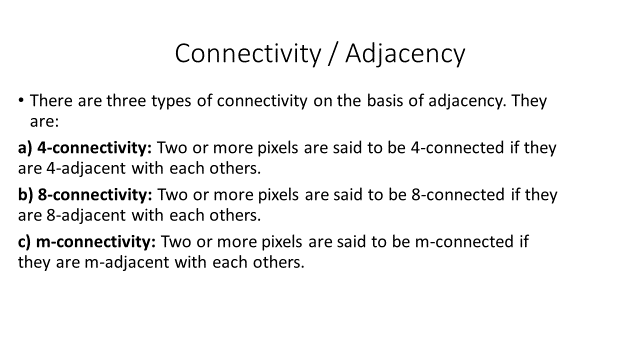 Connectivity / Adjacency
• There are three types of connectivity on the basis of adjacency. They
are:
a) 4-connectivity: Two or more pixels are said to be 4-connected if they
are 4-adjacent with each others.
b) 8-connectivity: Two or more pixels are said to be 8-connected if they
are 8-adjacent with each others.
c) m-connectivity: Two or more pixels are said to be m-connected if
they are m-adjacent with each others.